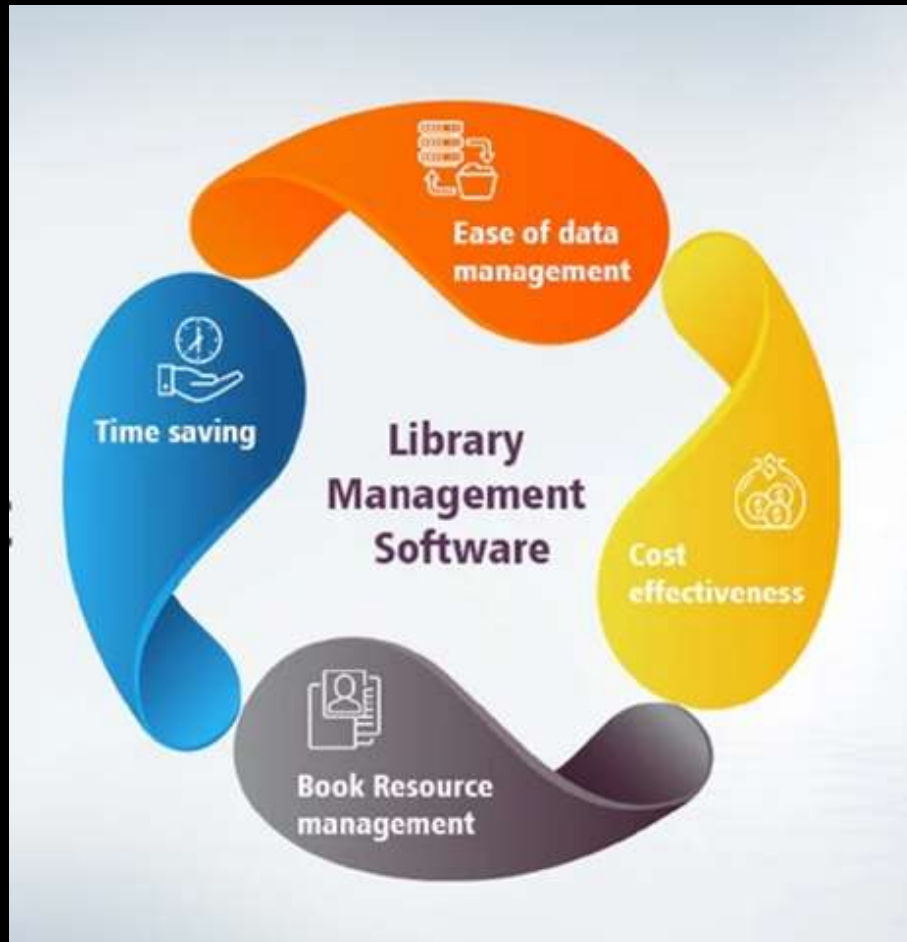 Ease of data
management
Time saving
Library
Management
Software
Cost
effectiveness
Book Resource
management